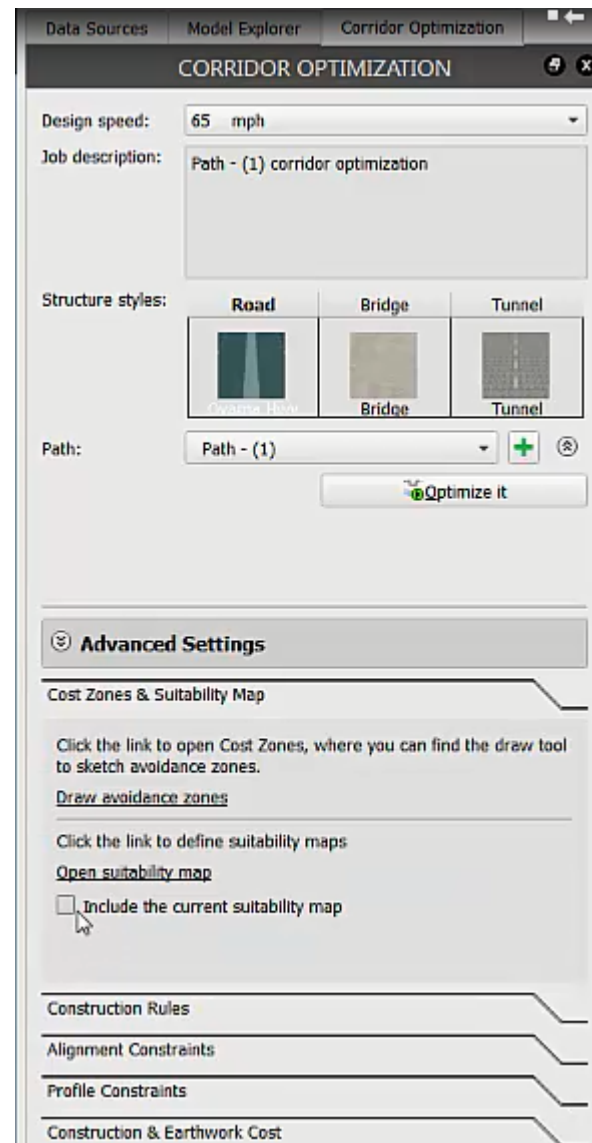 Data Sources Model Explorer Corridor Optimization
CORRIDOR OPTIMIZATION
Design speed: 65 mph
Job description: Path - (1) corridor optimization
Structure styles: Road Bridge Tunnel
Bridge Tunnel
Path: Path - (1)
Optimize it
Advanced Settings
Cost Zones & Suitability Map
Click the link to open Cost Zones, where you can find the draw tool
to sketch avoidance zones.
Draw avoidance zones
Click the link to define suitability maps
Open suitability map
Include the current suitability map
Construction Rules
Alignment Constraints
Profile Constraints
Construction & Earthwork Cost